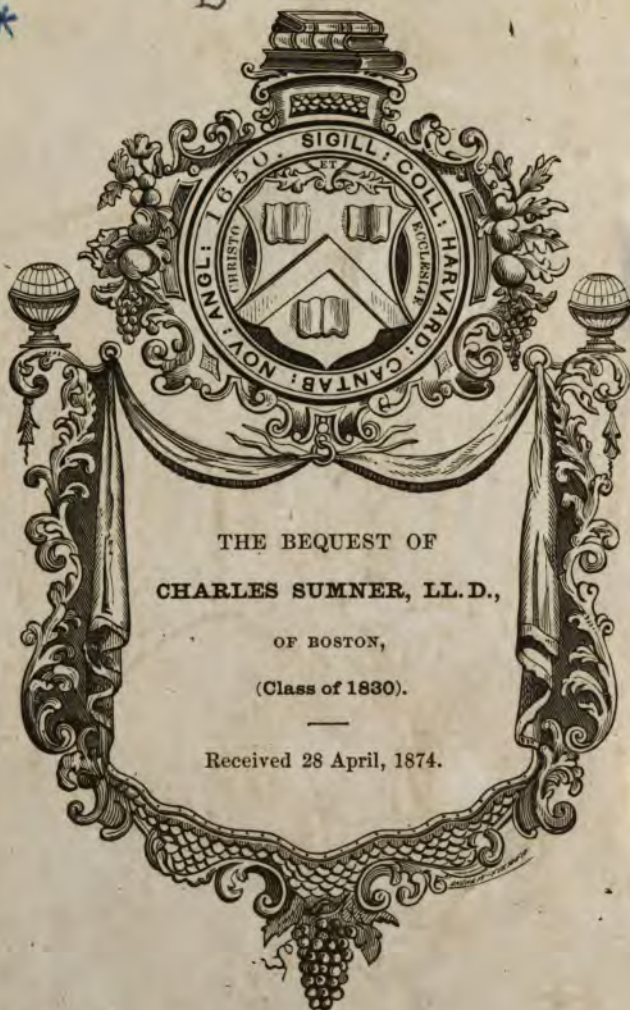 SIGILL: COLL: HARVARD: CANTAB: NOV: ANGL: 1650.
CHRISTO
ET
ECCLESIAE
THE BEQUEST OF
CHARLES SUMNER, LL.D.,
OF BOSTON,
(Class of 1830).
Received 28 April, 1874.